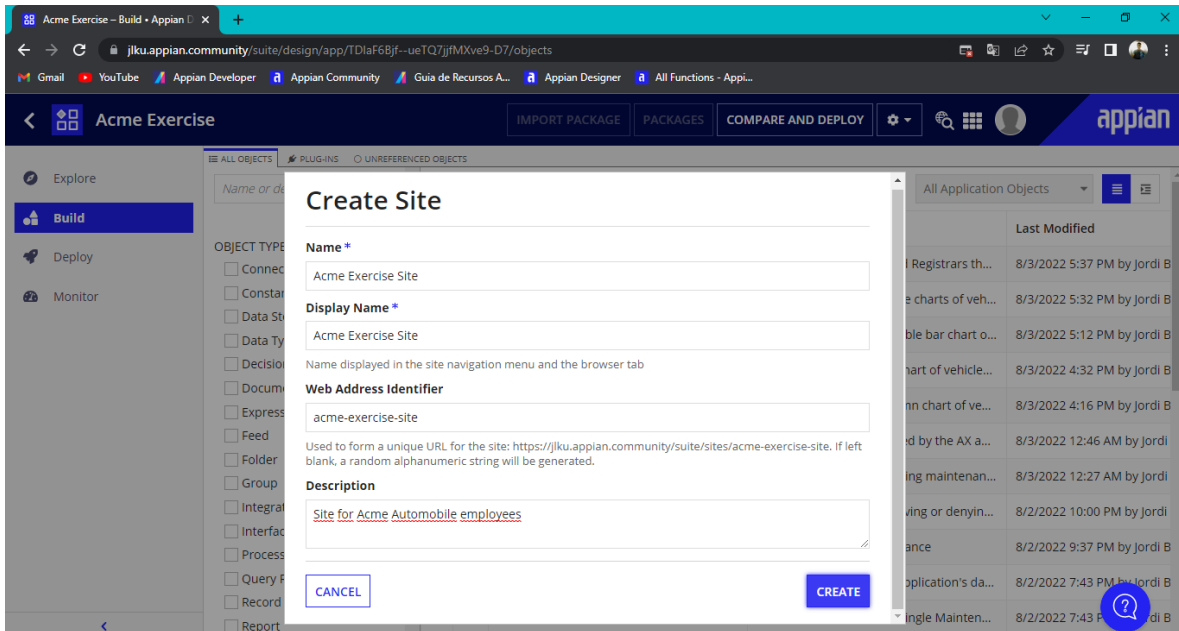 Acme Exercise – Build • Appian D
jlku.appian.community/suite/design/app/TDlaF6Bjf--ueTQ7jjfMXve9-D7/objects
Gmail YouTube Appian Developer Appian Community Guia de Recursos A... Appian Designer All Functions - Appi...
Acme Exercise IMPORT PACKAGE PACKAGES COMPARE AND DEPLOY appian
ALL OBJECTS PLUG-INS UNREFERENCED OBJECTS
Explore
Build
Deploy
Monitor
Name or de
OBJECT TYPE
Connec
Constan
Data Sto
Data Ty
Decision
Docume
Express
Feed
Folder
Group
Integrat
Interfac
Process
Query R
Record
Report
Create Site
Name *
Acme Exercise Site
Display Name *
Acme Exercise Site
Name displayed in the site navigation menu and the browser tab
Web Address Identifier
acme-exercise-site
Used to form a unique URL for the site: https://jlku.appian.community/suite/sites/acme-exercise-site. If left
blank, a random alphanumeric string will be generated.
Description
Site for Acme Automobile employees
CANCEL CREATE
All Application Objects
Last Modified
l Registrars th... 8/3/2022 5:37 PM by Jordi B
e charts of veh... 8/3/2022 5:32 PM by Jordi B
ble bar chart o... 8/3/2022 5:12 PM by Jordi B
hart of vehicle... 8/3/2022 4:32 PM by Jordi B
mn chart of ve... 8/3/2022 4:16 PM by Jordi B
ed by the AX a... 8/3/2022 12:46 AM by Jordi
ing maintenan... 8/3/2022 12:27 AM by Jordi
ving or denyin... 8/2/2022 10:00 PM by Jordi
ance 8/2/2022 9:37 PM by Jordi B
pplication's da... 8/2/2022 7:43 PM by Jordi B
ingle Mainten... 8/2/2022 7:43 P rdi B